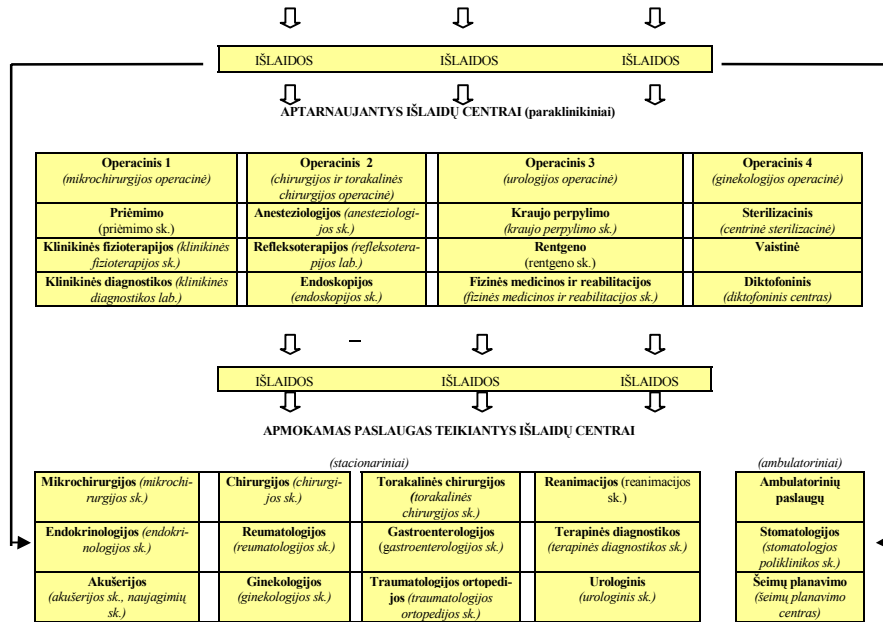 IŠLAIDOS IŠLAIDOS IŠLAIDOS
APTARNAUJANTYS IŠLAIDŲ CENTRAI (paraklinikiniai)
Operacinis 1
(mikrochirurgijos operacinė)
Operacinis 2
(chirurgijos ir torakalinės
chirurgijos operacinė)
Operacinis 3
(urologijos operacinė)
Operacinis 4
(ginekologijos operacinė)
Priėmimo
(priėmimo sk.)
Anesteziologijos (anesteziologi-
jos sk.)
Kraujo perpylimo
(kraujo perpylimo sk.)
Sterilizacinis
(centrinė sterilizacinė)
Klinikinės fizioterapijos (klinikinės
fizioterapijos sk.)
Refleksoterapijos (refleksotera-
pijos lab.)
Rentgeno
(rentgeno sk.)
Vaistinė
Klinikinės diagnostikos (klinikinės
diagnostikos lab.)
Endoskopijos
(endoskopijos sk.)
Fizinės medicinos ir reabilitacijos
(fizinės medicinos ir reabilitacijos sk.)
Diktofoninis
(diktofoninis centras)
–
IŠLAIDOS IŠLAIDOS IŠLAIDOS
APMOKAMAS PASLAUGAS TEIKIANTYS IŠLAIDŲ CENTRAI
(stacionariniai) (ambulatoriniai)
Mikrochirurgijos (mikrochi-
rurgijos sk.)
Chirurgijos (chirurgi-
jos sk.)
Torakalinės chirurgijos
(torakalinės
chirurgijos sk.)
Reanimacijos (reanimacijos
sk.)
Ambulatorinių
paslaugų
Endokrinologijos (endokri-
nologijos sk.)
Reumatologijos
(reumatologijos sk.)
Gastroenterologijos
(gastroenterologijos sk.)
Terapinės diagnostikos
(terapinės diagnostikos sk.)
Stomatologijos
(stomatologjos
poliklinikos sk.)
Akušerijos
(akušerijos sk., naujagimių
sk.)
Ginekologijos
(ginekologijos sk.)
Traumatologijos ortopedi-
jos (traumatologijos
ortopedijos sk.)
Urologinis
(urologinis sk.)
Šeimų planavimo
(šeimų planavimo
centras)